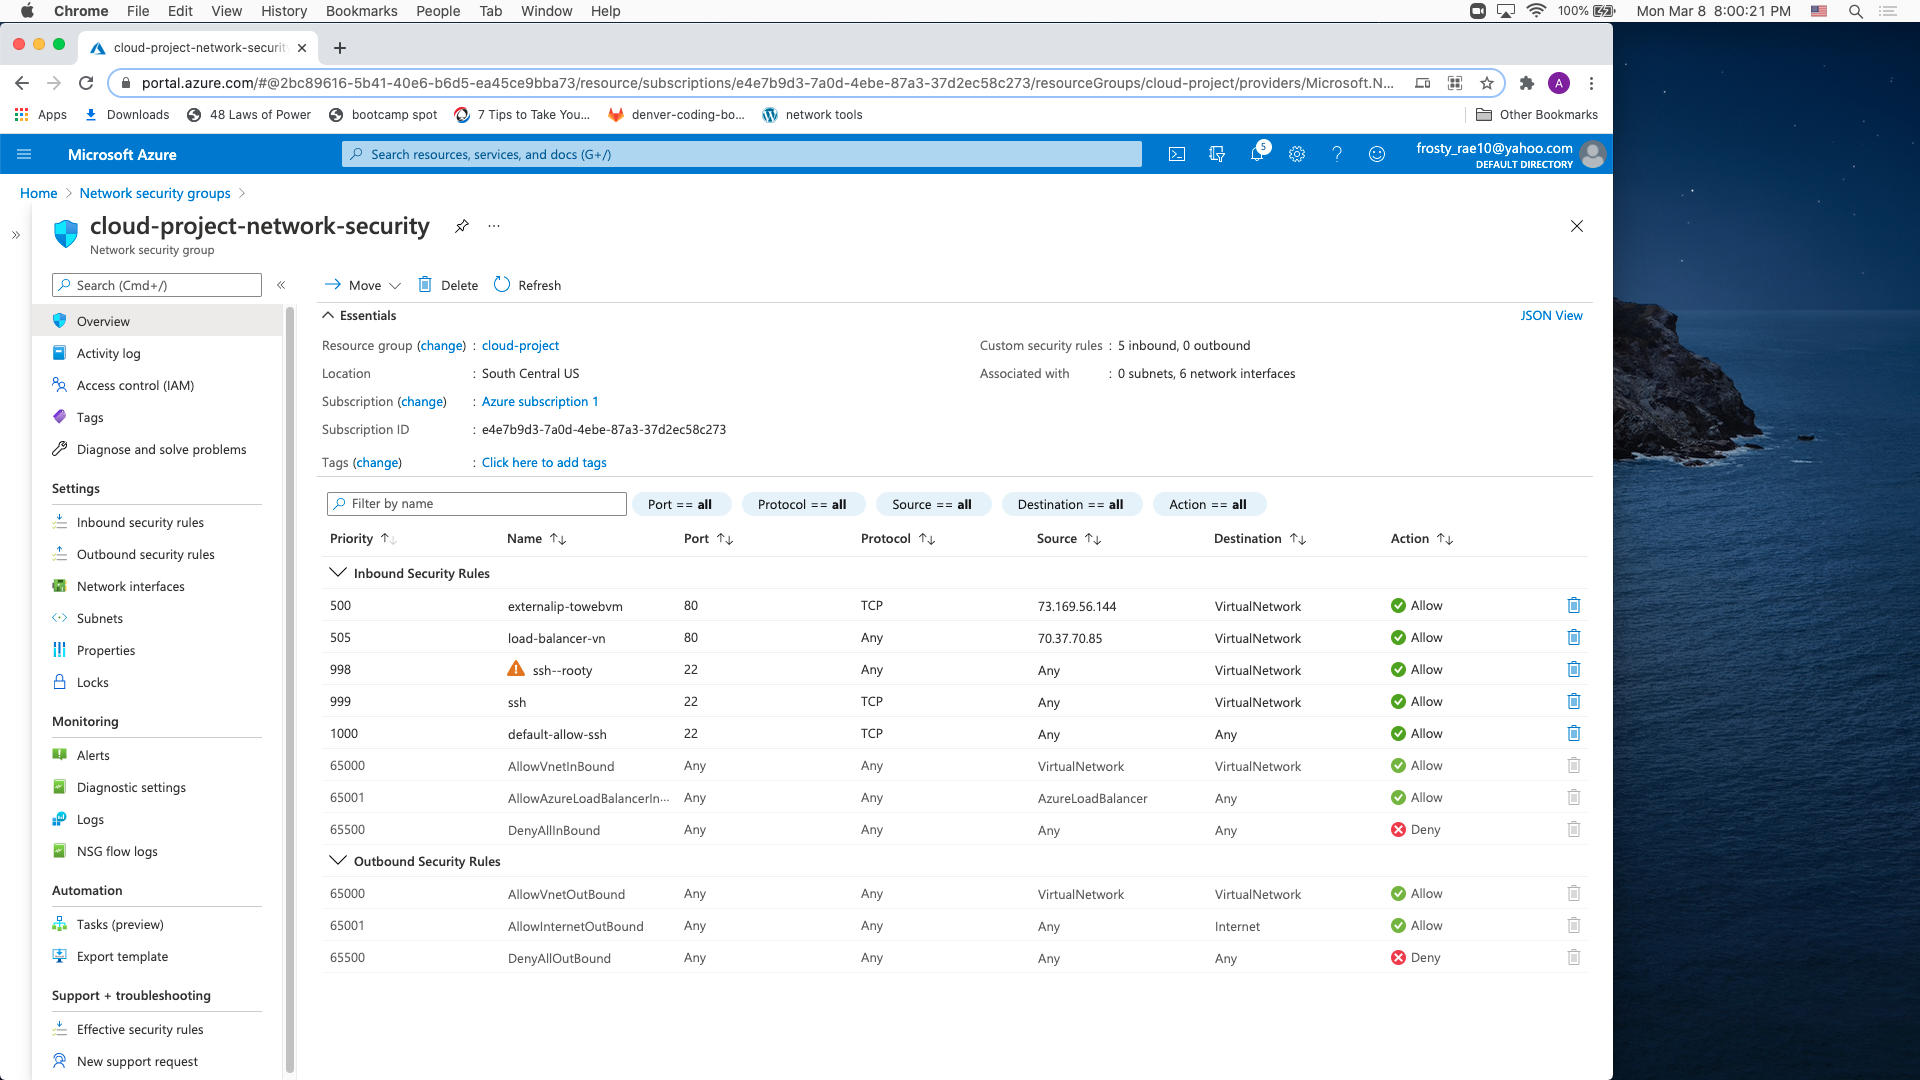 Chrome File Edit View History Bookmarks People Tab Window Help 100% Mon Mar 8 8:00:21 PM
cloud-project-network-securit
portal.azure.com/#@2bc89616-5b41-40e6-b6d5-ea45ce9bba73/resource/subscriptions/e4e7b9d3-7a0d-4ebe-87a3-37d2ec58c273/resourceGroups/cloud-project/providers/Microsoft.N... A
Apps Downloads 48 Laws of Power bootcamp spot 7 Tips to Take You... denver-coding-bo... network tools Other Bookmarks
Microsoft Azure Search resources, services, and docs (G+/) 5 frosty_rae10@yahoo.com
DEFAULT DIRECTORY
Home > Network security groups >
cloud-project-network-security ...
Network security group
Search (Cmd+/) «
Overview
Activity log
Access control (IAM)
Tags
Diagnose and solve problems
Settings
Inbound security rules
Outbound security rules
Network interfaces
Subnets
Properties
Locks
Monitoring
Alerts
Diagnostic settings
Logs
NSG flow logs
Automation
Tasks (preview)
Export template
Support + troubleshooting
Effective security rules
New support request
Move Delete Refresh
Essentials JSON View
Resource group (change) : cloud-project Custom security rules : 5 inbound, 0 outbound
Location : South Central US Associated with : 0 subnets, 6 network interfaces
Subscription (change) : Azure subscription 1
Subscription ID : e4e7b9d3-7a0d-4ebe-87a3-37d2ec58c273
Tags (change) : Click here to add tags
Filter by name Port == all Protocol == all Source == all Destination == all Action == all
Priority ↑↓ Name ↑↓ Port ↑↓ Protocol ↑↓ Source ↑↓ Destination ↑↓ Action ↑↓
Inbound Security Rules
500 externalip-towebvm 80 TCP 73.169.56.144 VirtualNetwork Allow
505 load-balancer-vn 80 Any 70.37.70.85 VirtualNetwork Allow
998 ssh--rooty 22 Any Any VirtualNetwork Allow
999 ssh 22 TCP Any VirtualNetwork Allow
1000 default-allow-ssh 22 TCP Any Any Allow
65000 AllowVnetInBound Any Any VirtualNetwork VirtualNetwork Allow
65001 AllowAzureLoadBalancerIn··· Any Any AzureLoadBalancer Any Allow
65500 DenyAllInBound Any Any Any Any Deny
Outbound Security Rules
65000 AllowVnetOutBound Any Any VirtualNetwork VirtualNetwork Allow
65001 AllowInternetOutBound Any Any Any Internet Allow
65500 DenyAllOutBound Any Any Any Any Deny